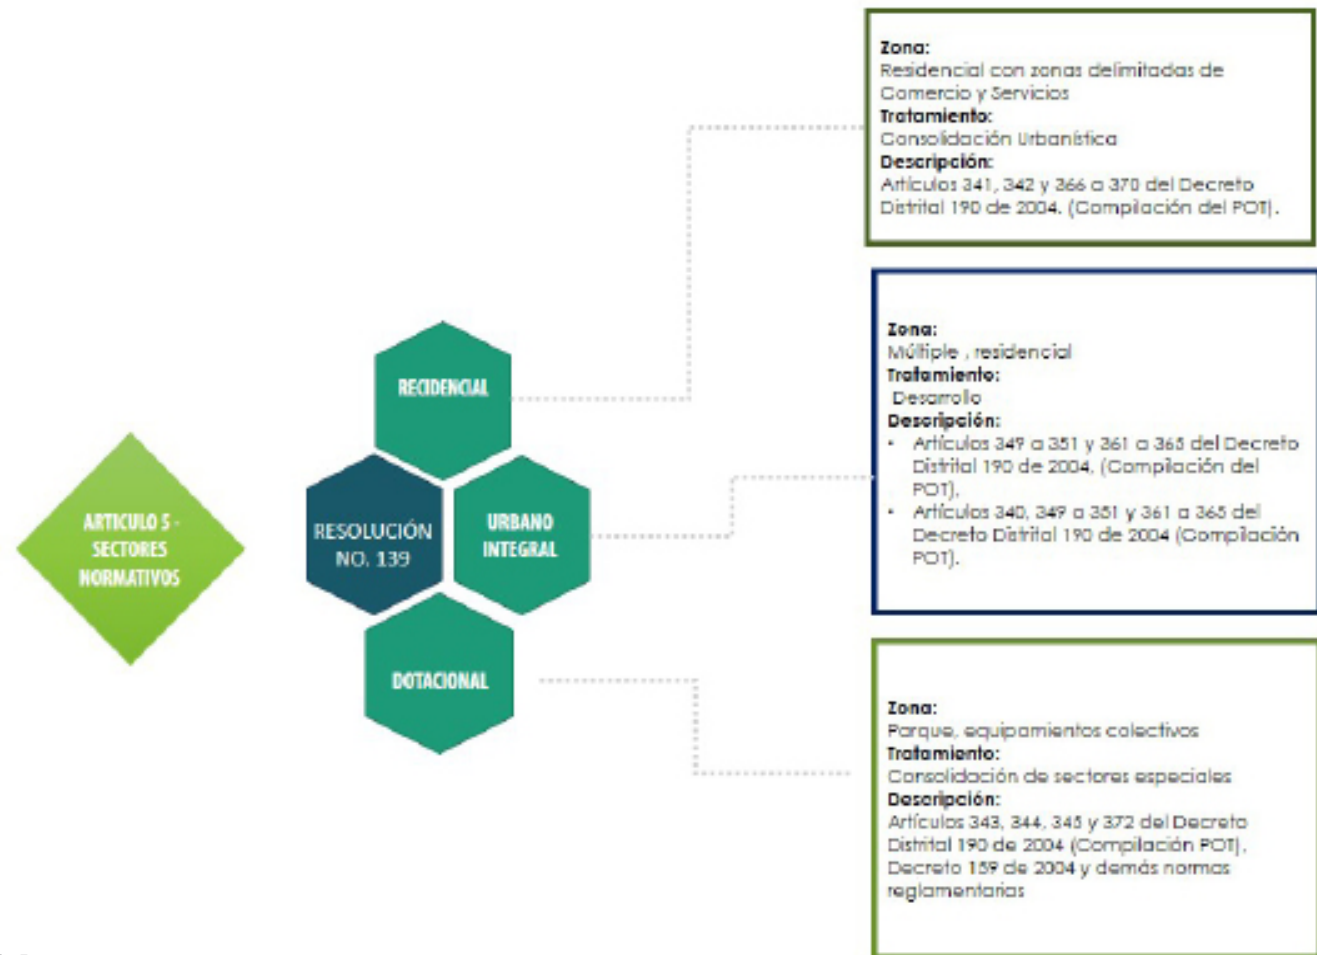 ARTICULO 5 -
SECTORES
NORMATIVOS
RECIDENCIAL
RESOLUCIÓN
NO. 139
URBANO
INTEGRAL
DOTACIONAL
Zona:
Residencial con zonas delimitadas de
Comercio y Servicios
Tratamiento:
Consolidación Urbanística
Descripción:
Artículos 341, 342 y 366 a 370 del Decreto
Distrital 190 de 2004. (Compilación del POT).
Zona:
Múltiple , residencial
Tratamiento:
Desarrollo
Descripción:
• Artículos 349 a 351 y 361 a 365 del Decreto
Distrital 190 de 2004. (Compilación del
POT).
• Artículos 340, 349 a 351 y 361 a 365 del
Decreto Distrital 190 de 2004 (Compilación
POT).
Zona:
Parque, equipamientos colectivos
Tratamiento:
Consolidación de sectores especiales
Descripción:
Artículos 343, 344, 345 y 372 del Decreto
Distrital 190 de 2004 (Compilación POT).
Decreto 159 de 2004 y demás normas
reglamentarias